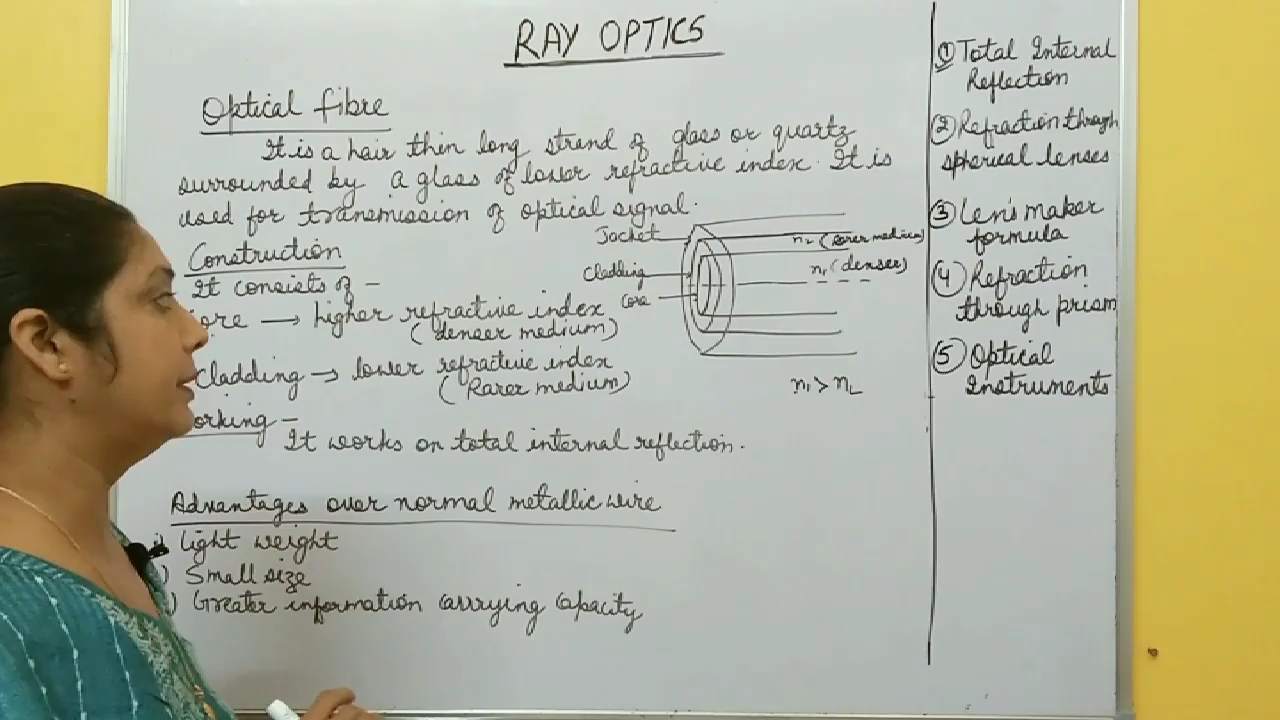 RAY OPTICS
Optical fibre
It is a hair thin long strand of glass or quartz
surrounded by a glass of lower refractive index. It is
used for transmission of optical signal.
Construction
It consists of -
ore → higher refractive index
(denser medium)
Cladding → lower refractive index
(Rarer medium)
orking -
It works on total internal reflection.
Advantages over normal metallic wire
) Light weight
) Small size
) Greater information carrying capacity
Jacket
Cladding
Core
n₂ (rarer medium)
n₁ (denser)
n₁ > n₂
① Total Internal
Reflection
② Refraction through
spherical lenses
③ Len's maker
formula
④ Refraction
through prism
⑤ Optical
Instruments